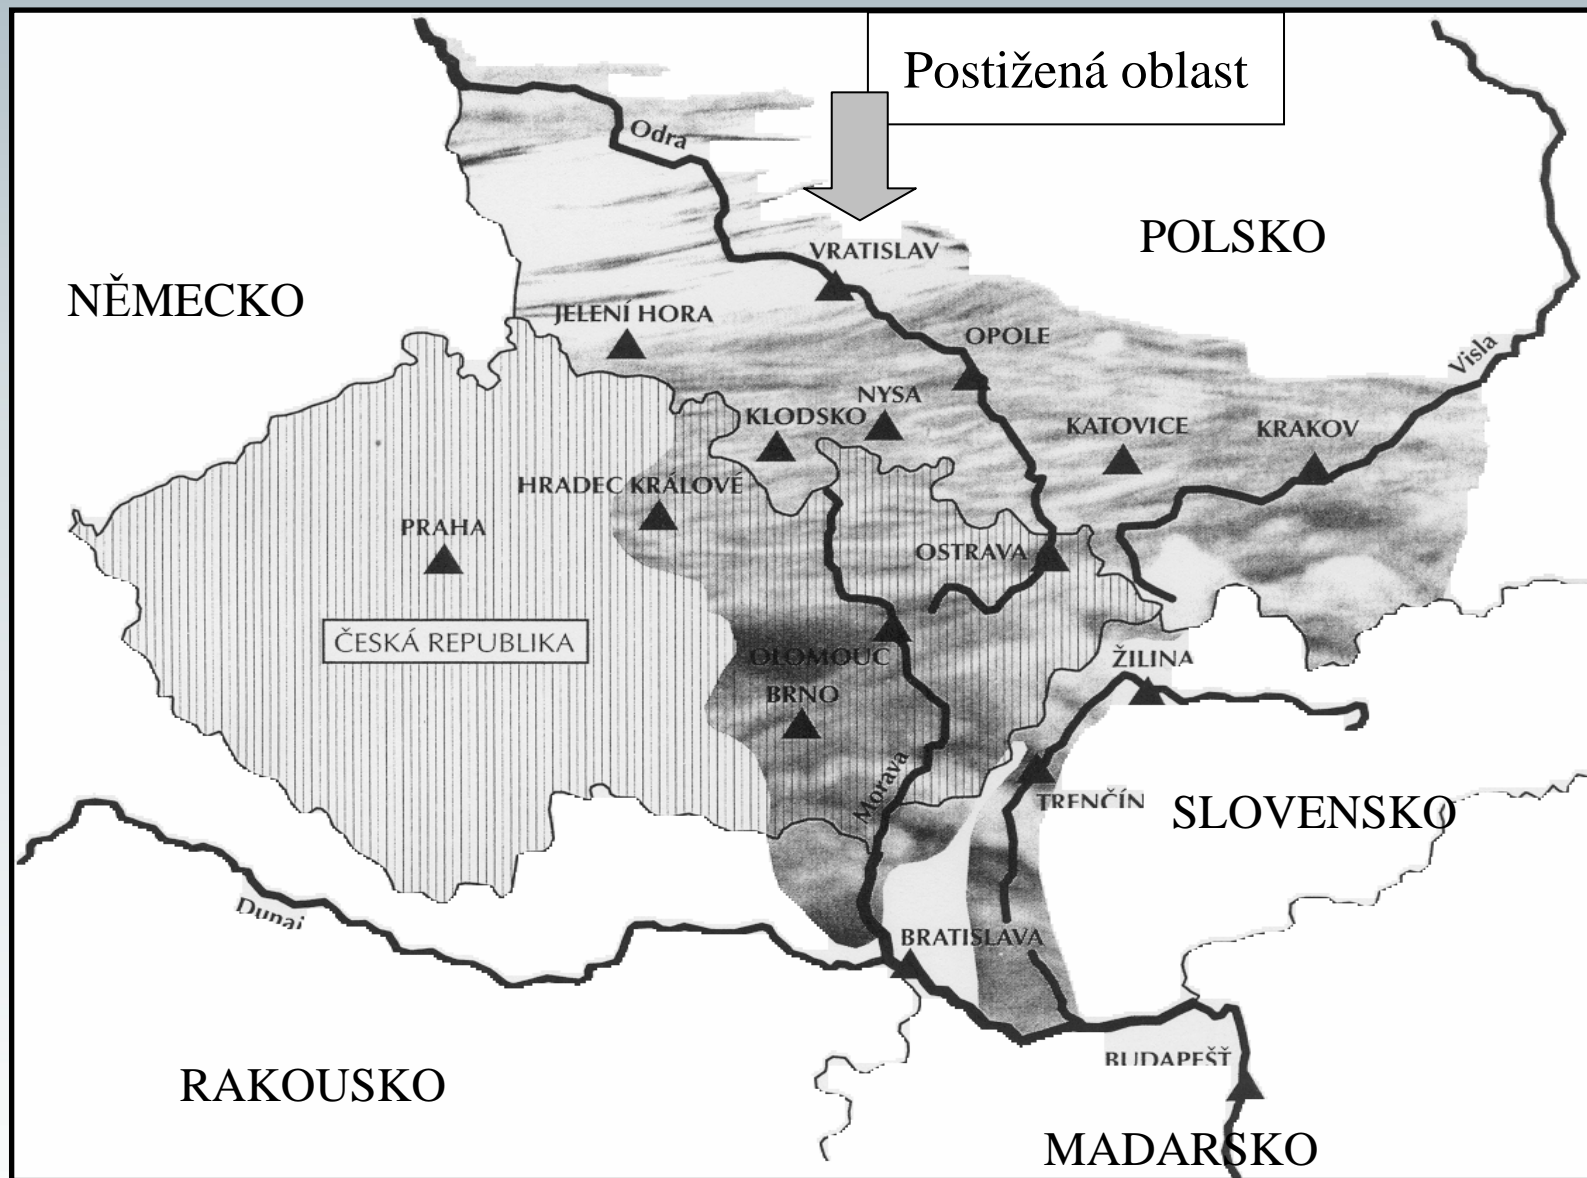 Postižená oblast
Odra
POLSKO
VRATISLAV
NĚMECKO
JELENÍ HORA
OPOLE
Visla
NYSA
KLODSKO
KATOVICE
KRAKOV
HRADEC KRÁLOVÉ
PRAHA
OSTRAVA
ČESKÁ REPUBLIKA
OLOMOUC
ŽILINA
BRNO
Morava
TRENČÍN
SLOVENSKO
Dunaj
BRATISLAVA
BUDAPEŠŤ
RAKOUSKO
MADARSKO